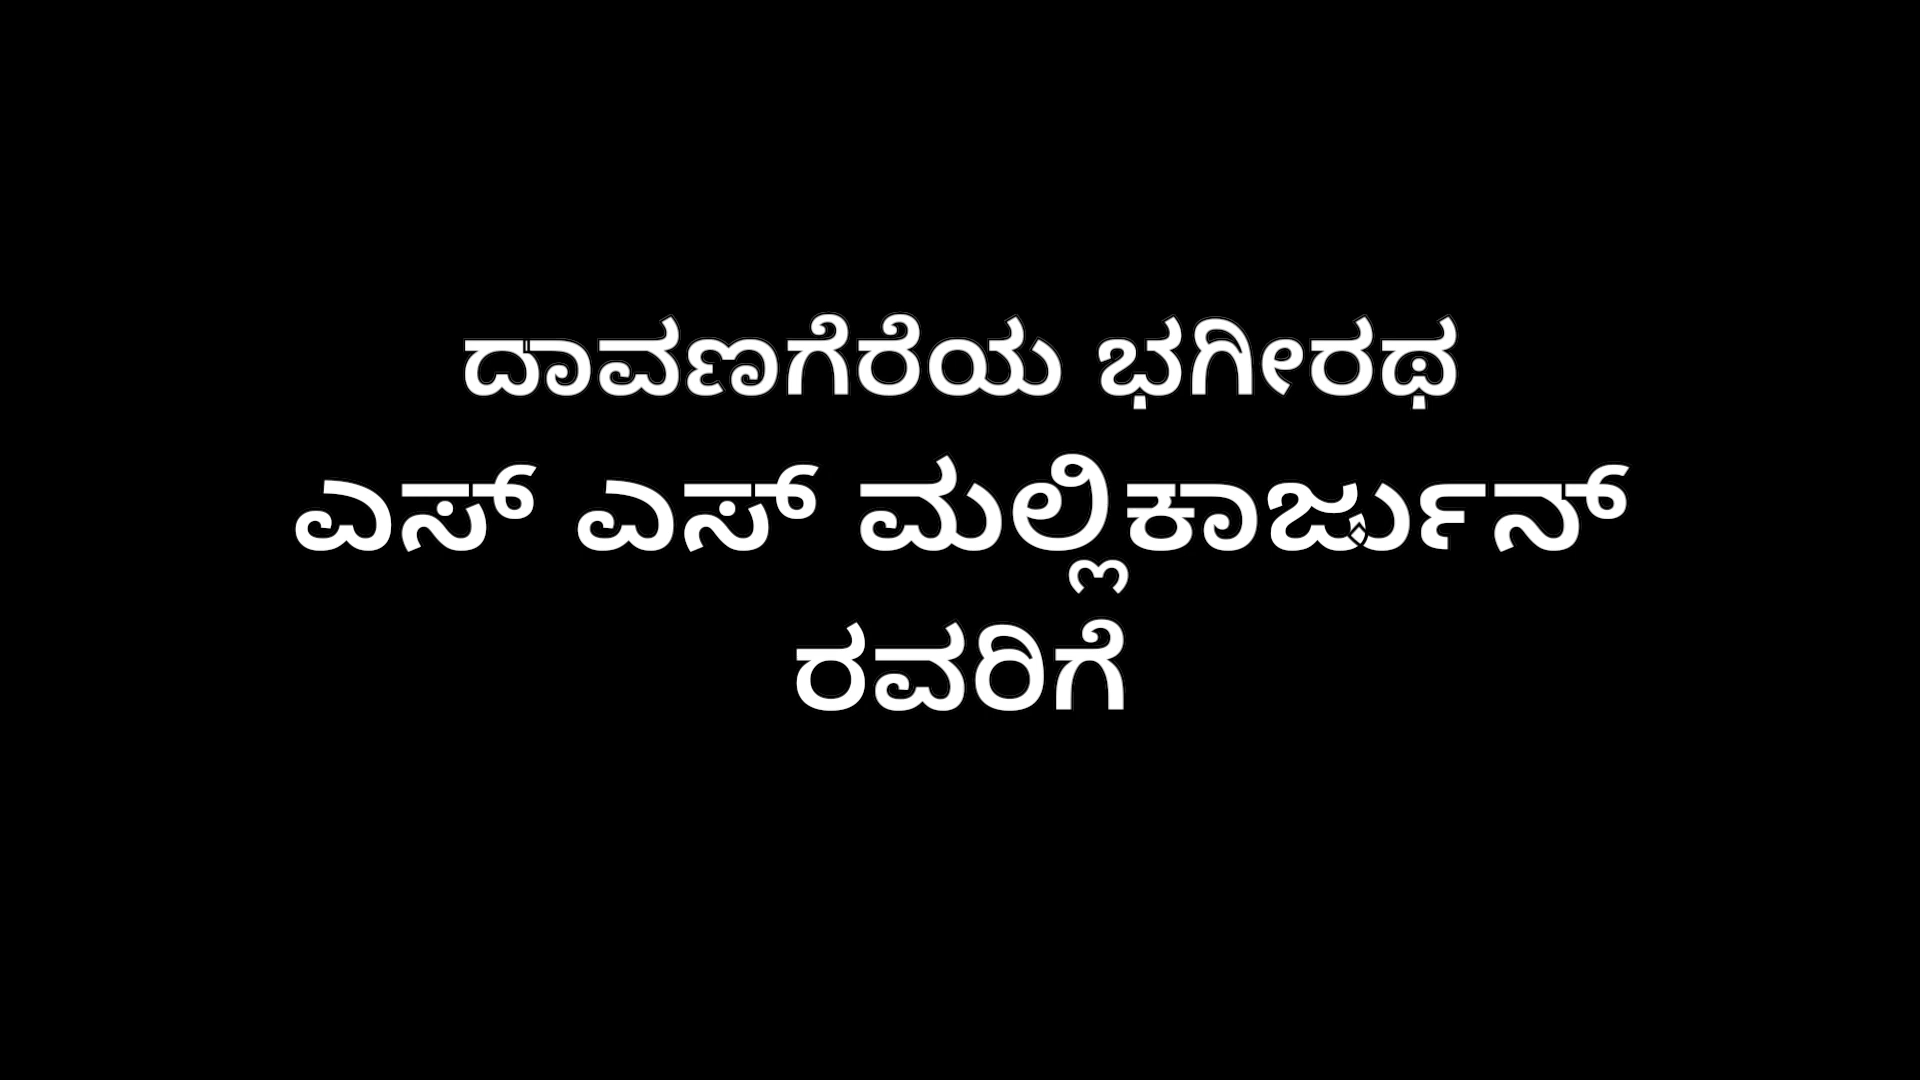 ದಾವಣಗೆರೆಯ ಭಗೀರಥ
ಎಸ್ ಎಸ್ ಮಲ್ಲಿಕಾರ್ಜುನ್
ರವರಿಗೆ